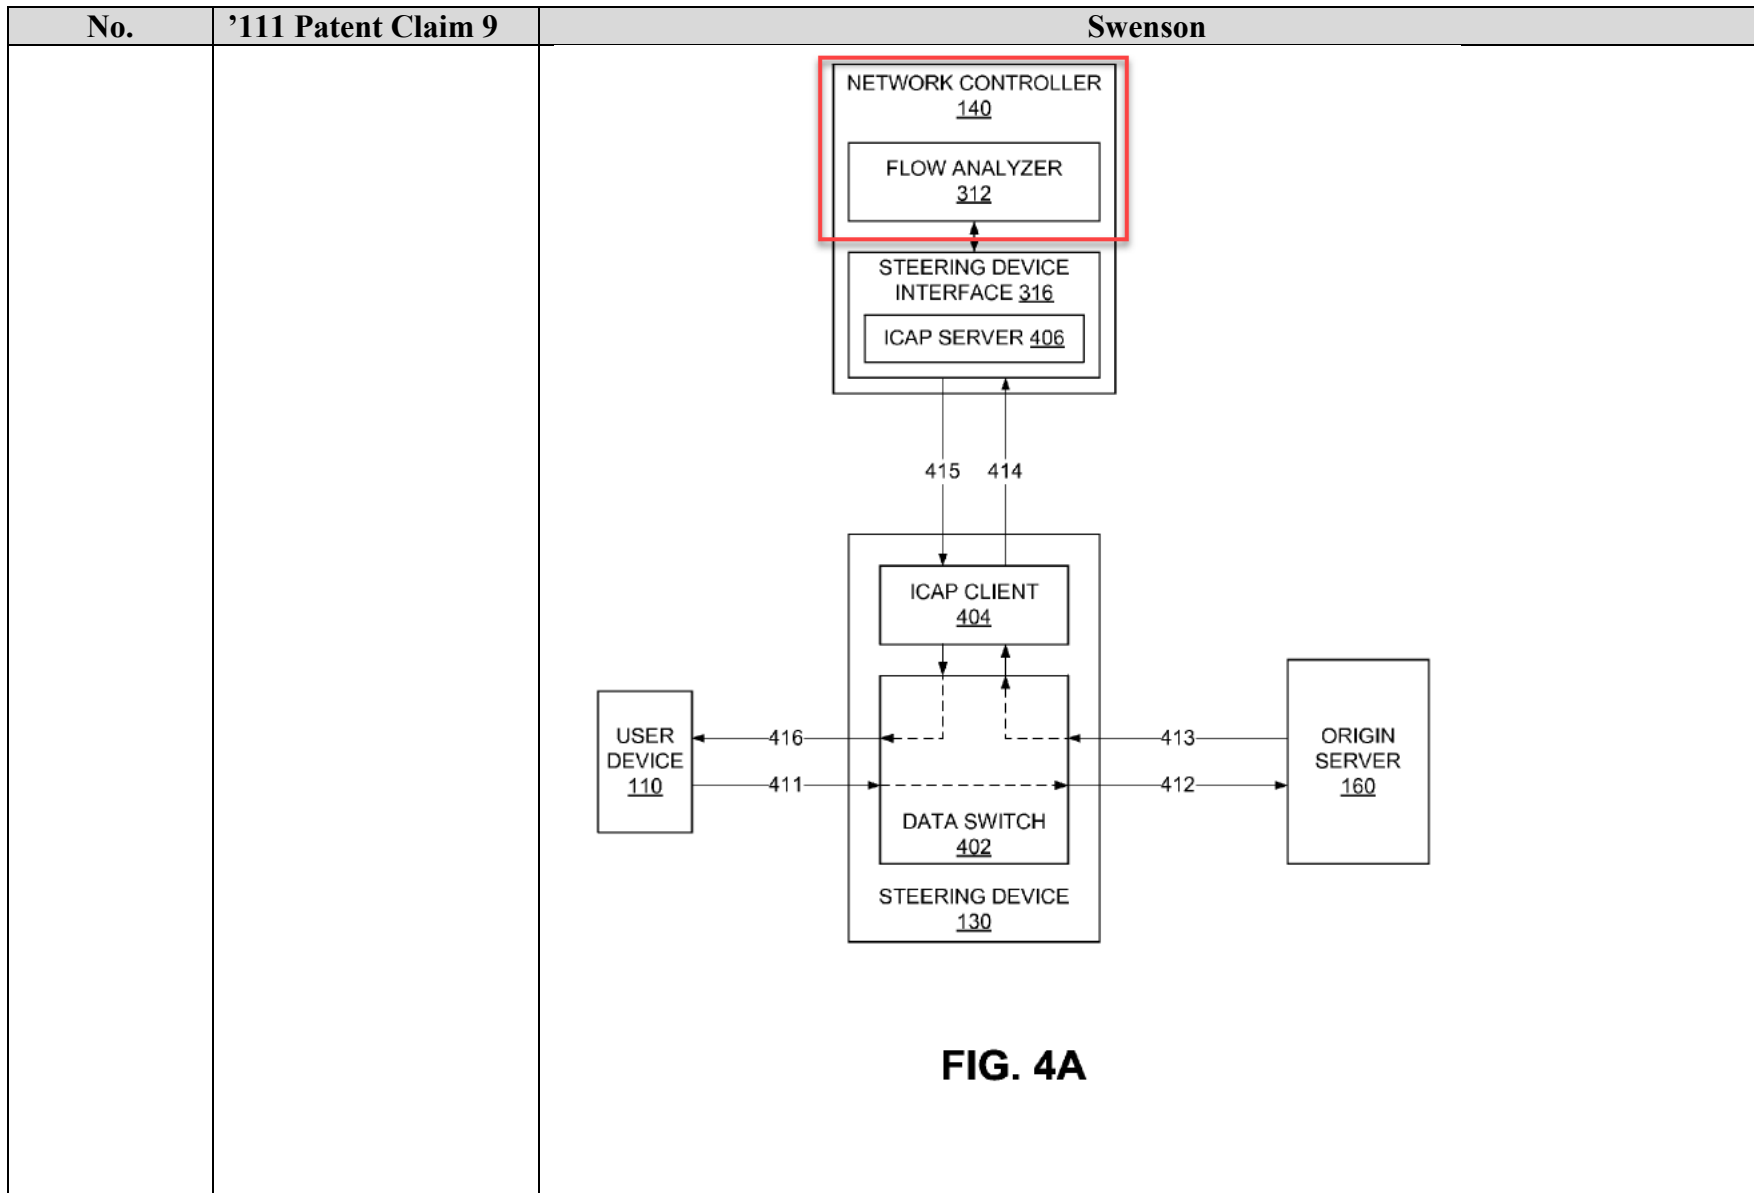 No. ’111 Patent Claim 9 Swenson
NETWORK CONTROLLER
140
FLOW ANALYZER
312
STEERING DEVICE
INTERFACE 316
ICAP SERVER 406
415 414
ICAP CLIENT
404
USER
DEVICE
110
416
411
DATA SWITCH
402
413
412
ORIGIN
SERVER
160
STEERING DEVICE
130
FIG. 4A